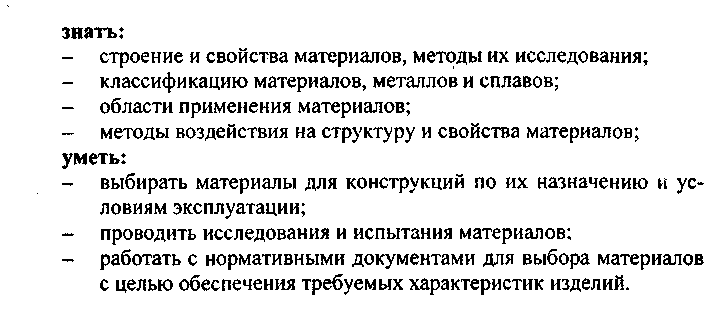 знать:
– строение и свойства материалов, методы их исследования;
– классификацию материалов, металлов и сплавов;
– области применения материалов;
– методы воздействия на структуру и свойства материалов;
уметь:
– выбирать материалы для конструкций по их назначению и ус-
ловиям эксплуатации;
– проводить исследования и испытания материалов;
– работать с нормативными документами для выбора материалов
с целью обеспечения требуемых характеристик изделий.